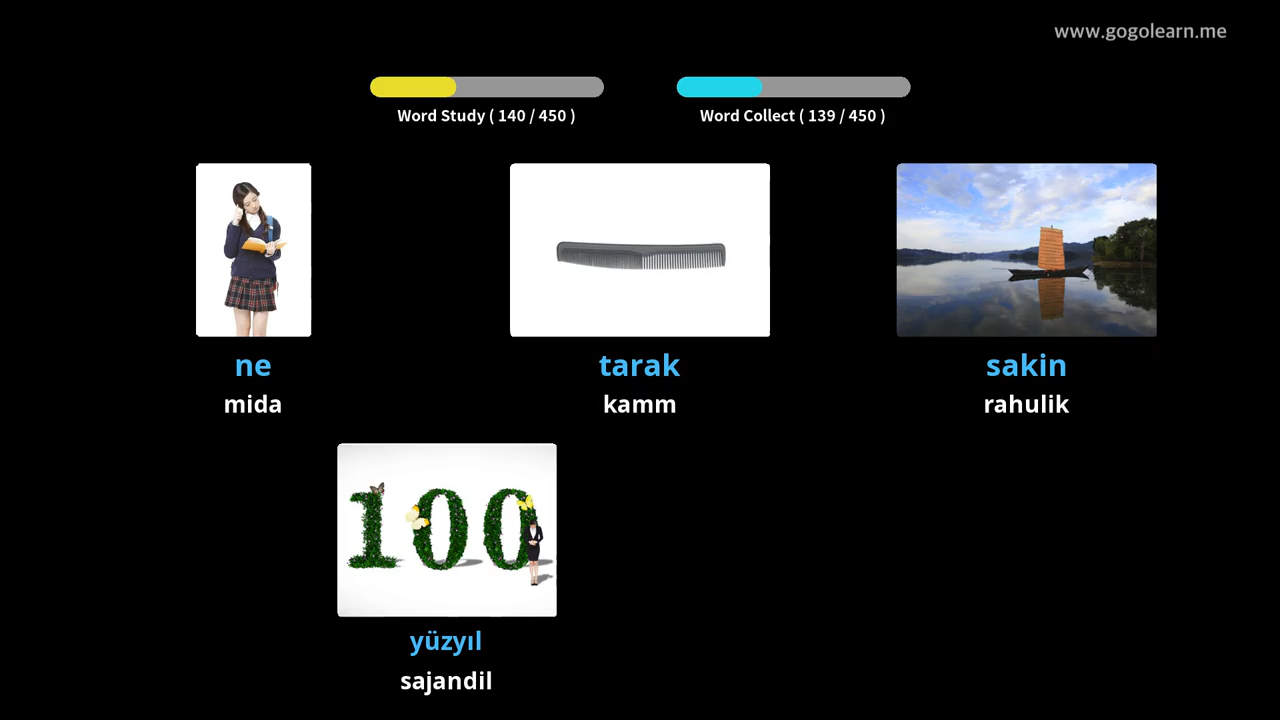 www.gogolearn.me
Word Study ( 140 / 450 )
Word Collect ( 139 / 450 )
ne
mida
tarak
kamm
sakin
rahulik
100
yüzyıl
sajandil